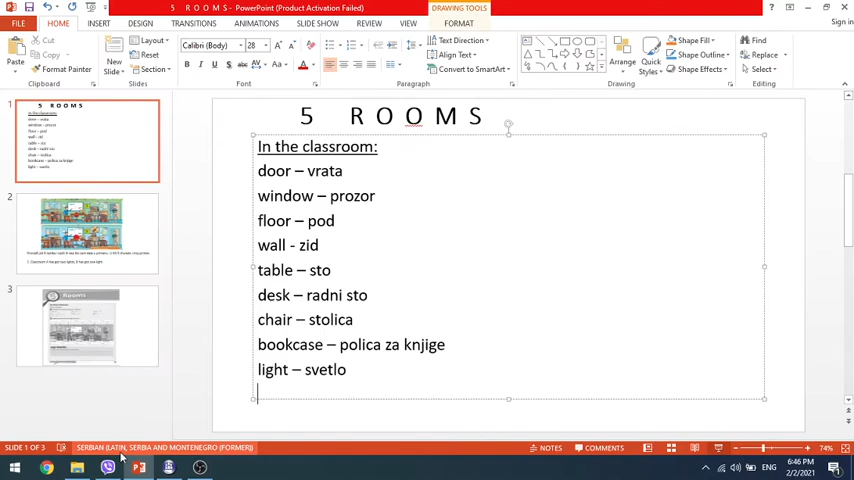 5 ROOMS - PowerPoint (Product Activation Failed)
DRAWING TOOLS
Sign in
FILE HOME INSERT DESIGN TRANSITIONS ANIMATIONS SLIDE SHOW REVIEW VIEW FORMAT
Paste Cut Copy Format Painter
New Slide Layout Reset Section
Calibri (Body) 28
Text Direction Align Text Convert to SmartArt
Arrange Quick Styles Shape Fill Shape Outline Shape Effects
Find Replace Select
Clipboard Slides Font Paragraph Drawing Editing
1
2
3
5 R O O M S
In the classroom:
door – vrata
window – prozor
floor – pod
wall - zid
table – sto
desk – radni sto
chair – stolica
bookcase – polica za knjige
light – svetlo
SLIDE 1 OF 3 SERBIAN (LATIN, SERBIA AND MONTENEGRO (FORMER)) NOTES COMMENTS 74%
ENG 6:46 PM
2/2/2021